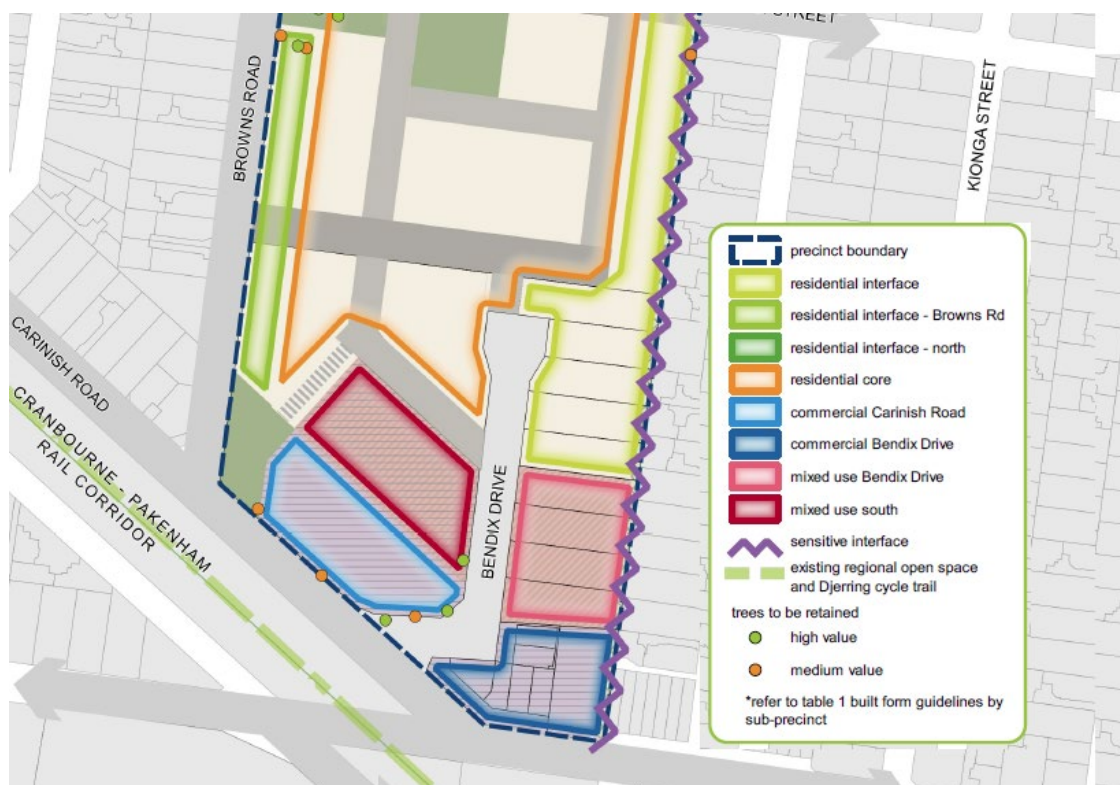 STREET
BROWNS ROAD
KIONGA STREET
CARINISH ROAD
CRANBOURNE - PAKENHAM
RAIL CORRIDOR
BENDIX DRIVE
precinct boundary
residential interface
residential interface - Browns Rd
residential interface - north
residential core
commercial Carinish Road
commercial Bendix Drive
mixed use Bendix Drive
mixed use south
sensitive interface
existing regional open space
and Djerring cycle trail
trees to be retained
high value
medium value
*refer to table 1 built form guidelines by
sub-precinct